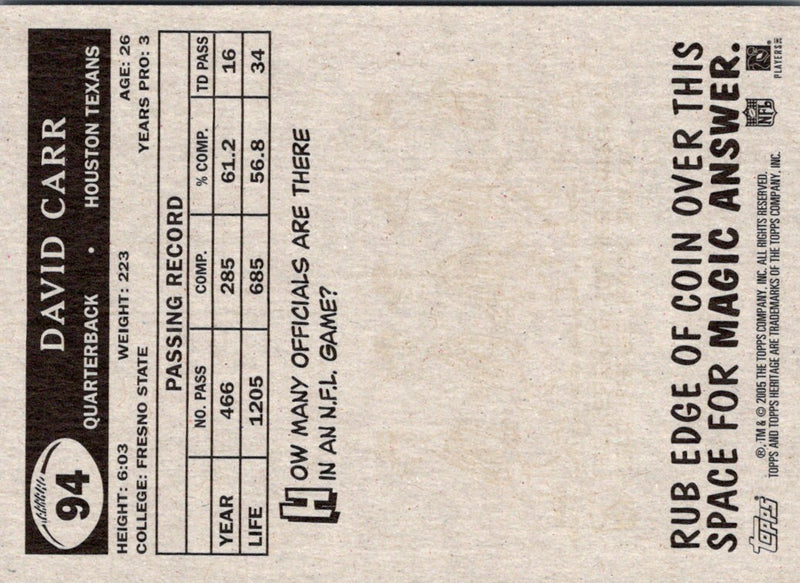 94
DAVID CARR
QUARTERBACK • HOUSTON TEXANS
HEIGHT: 6:03 WEIGHT: 223 AGE: 26
COLLEGE: FRESNO STATE YEARS PRO: 3
PASSING RECORD
NO. PASS COMP. % COMP. TD PASS
YEAR 466 285 61.2 16
LIFE 1205 685 56.8 34
HOW MANY OFFICIALS ARE THERE
IN AN N.F.L. GAME?
RUB EDGE OF COIN OVER THIS
SPACE FOR MAGIC ANSWER.
TOPPS
®, TM & © 2005 THE TOPPS COMPANY, INC. ALL RIGHTS RESERVED.
TOPPS AND TOPPS HERITAGE ARE TRADEMARKS OF THE TOPPS COMPANY, INC.
NFL
PLAYERS INC